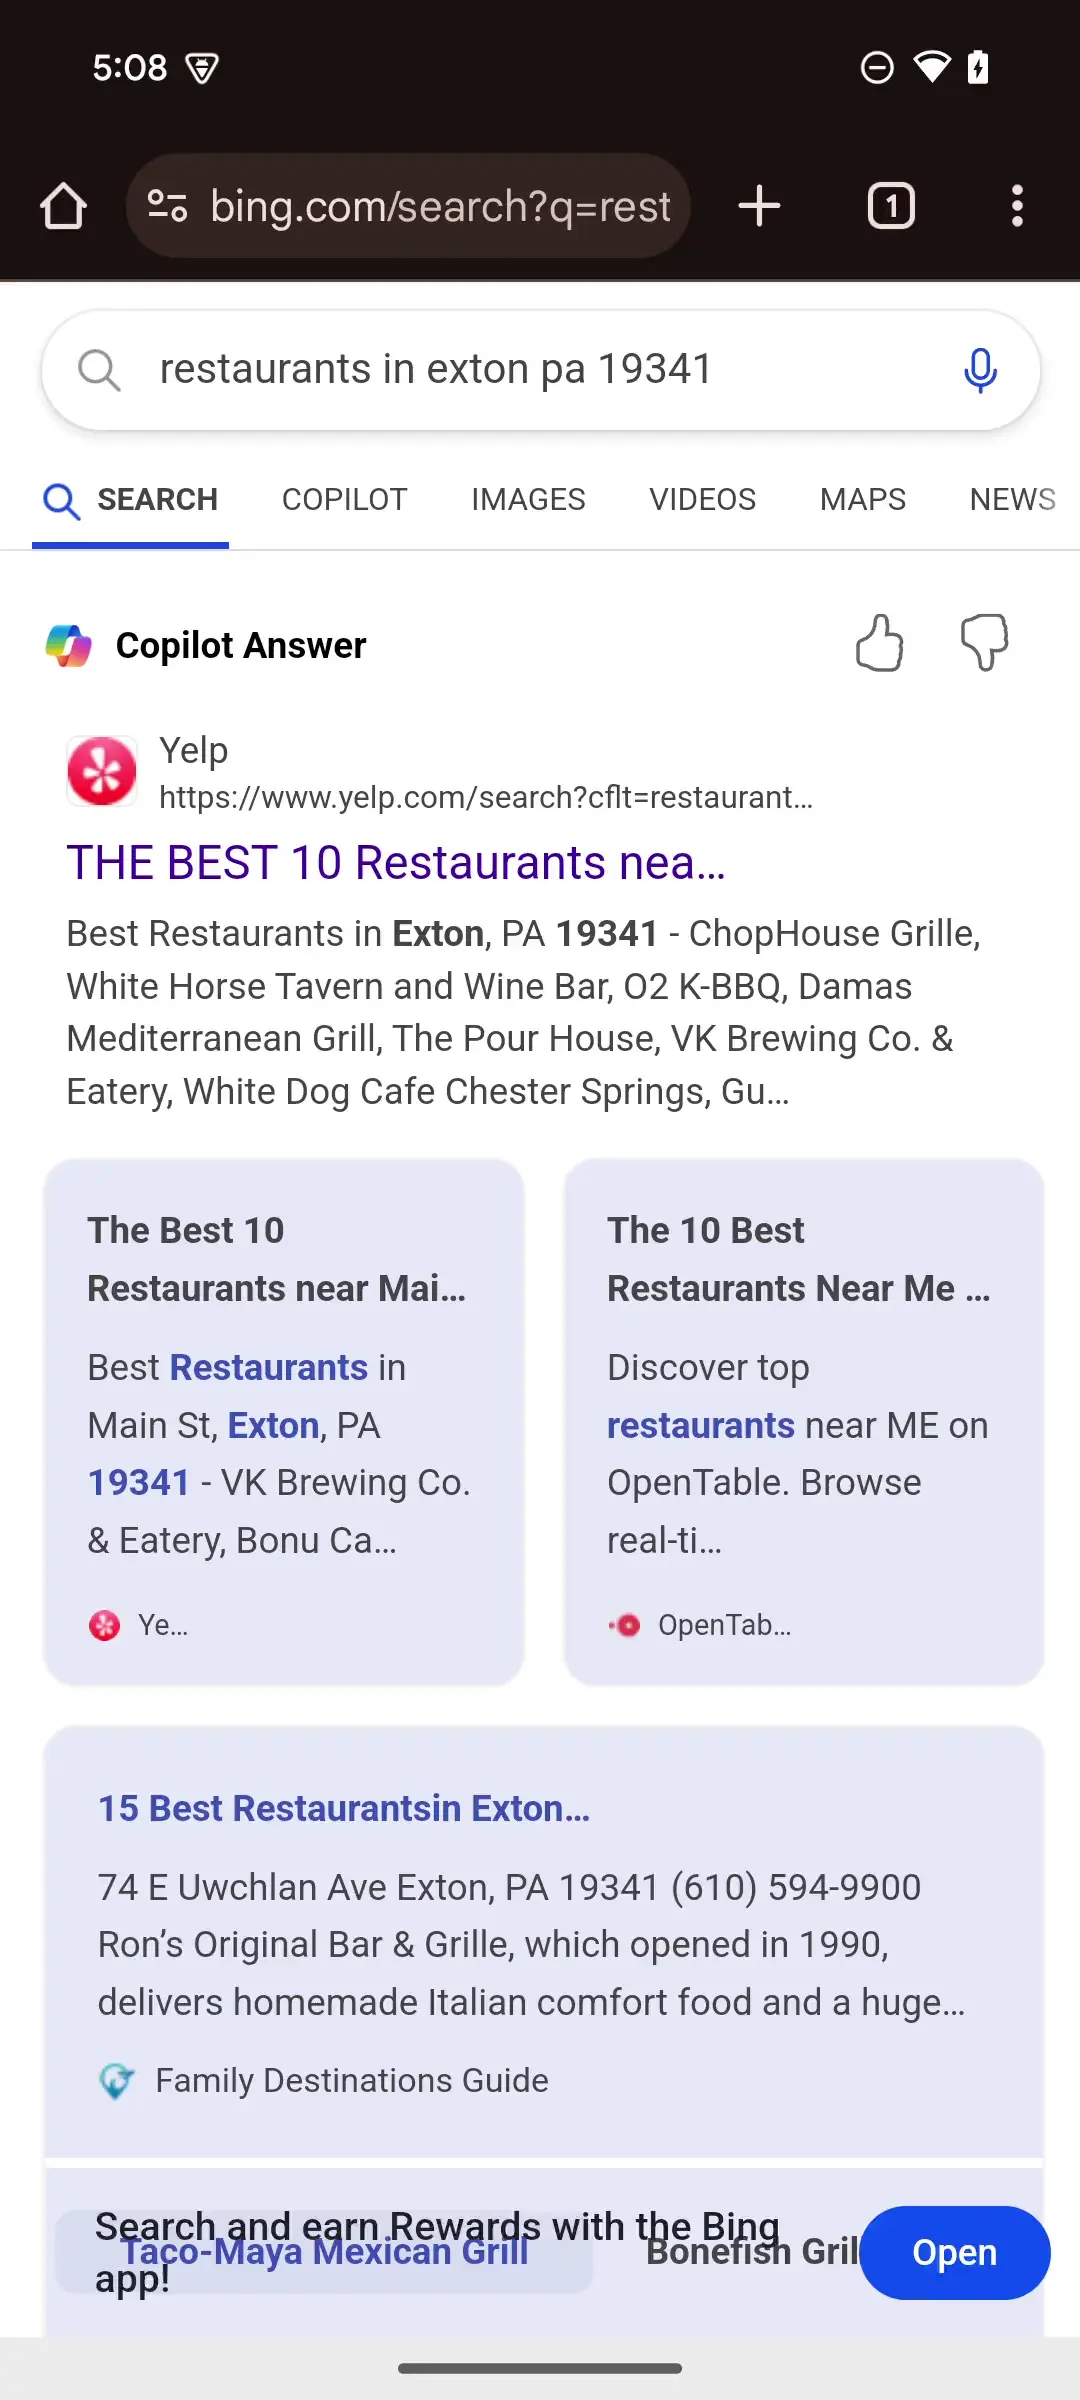 5:08
bing.com/search?q=rest
1
restaurants in exton pa 19341
SEARCH COPILOT IMAGES VIDEOS MAPS NEWS
Copilot Answer
Yelp
https://www.yelp.com/search?cflt=restaurant...
THE BEST 10 Restaurants nea...
Best Restaurants in Exton, PA 19341 - ChopHouse Grille,
White Horse Tavern and Wine Bar, O2 K-BBQ, Damas
Mediterranean Grill, The Pour House, VK Brewing Co. &
Eatery, White Dog Cafe Chester Springs, Gu...
The Best 10
Restaurants near Mai...
Best Restaurants in
Main St, Exton, PA
19341 - VK Brewing Co.
& Eatery, Bonu Ca...
Ye...
The 10 Best
Restaurants Near Me ...
Discover top
restaurants near ME on
OpenTable. Browse
real-ti...
OpenTab...
15 Best Restaurantsin Exton...
74 E Uwchlan Ave Exton, PA 19341 (610) 594-9900
Ron's Original Bar & Grille, which opened in 1990,
delivers homemade Italian comfort food and a huge...
Family Destinations Guide
Search and earn Rewards with the Bing
app!
Taco-Maya Mexican Grill
Bonefish Gril
Open